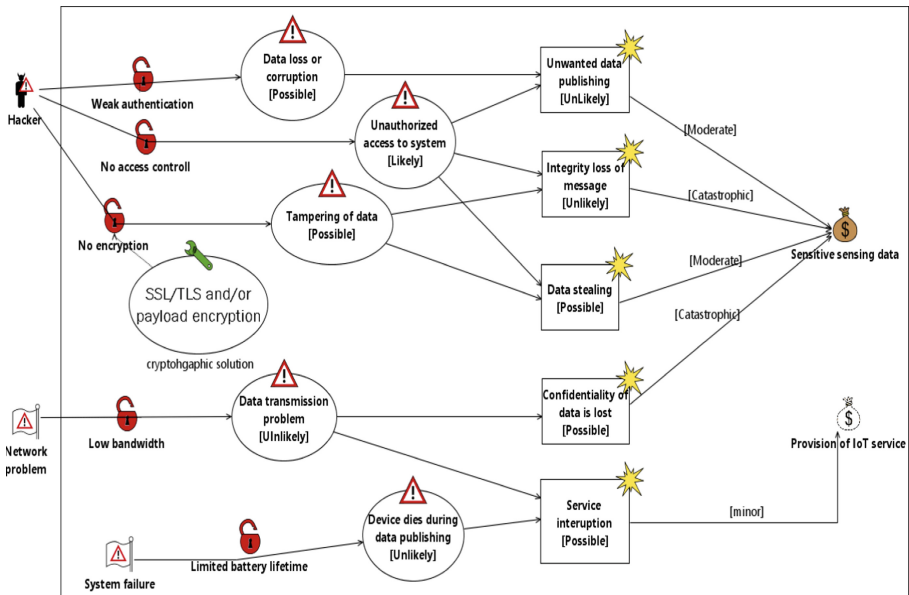 Hacker
Weak authentication
Data loss or
corruption
[Possible]
Unwanted data
publishing
[UnLikely]
[Moderate]
No access controll
Unauthorized
access to system
[Likely]
Integrity loss of
message
[Unlikely]
[Catastrophic]
No encryption
Tampering of data
[Possible]
Sensitive sensing data
[Moderate]
SSL/TLS and/or
payload encryption
cryptohgaphic solution
Data stealing
[Possible]
[Catastrophic]
Network
problem
Low bandwidth
Data transmission
problem
[Unlikely]
Confidentiality of
data is lost
[Possible]
Provision of IoT service
System failure
Limited battery lifetime
Device dies during
data publishing
[Unlikely]
Service
interuption
[Possible]
[minor]